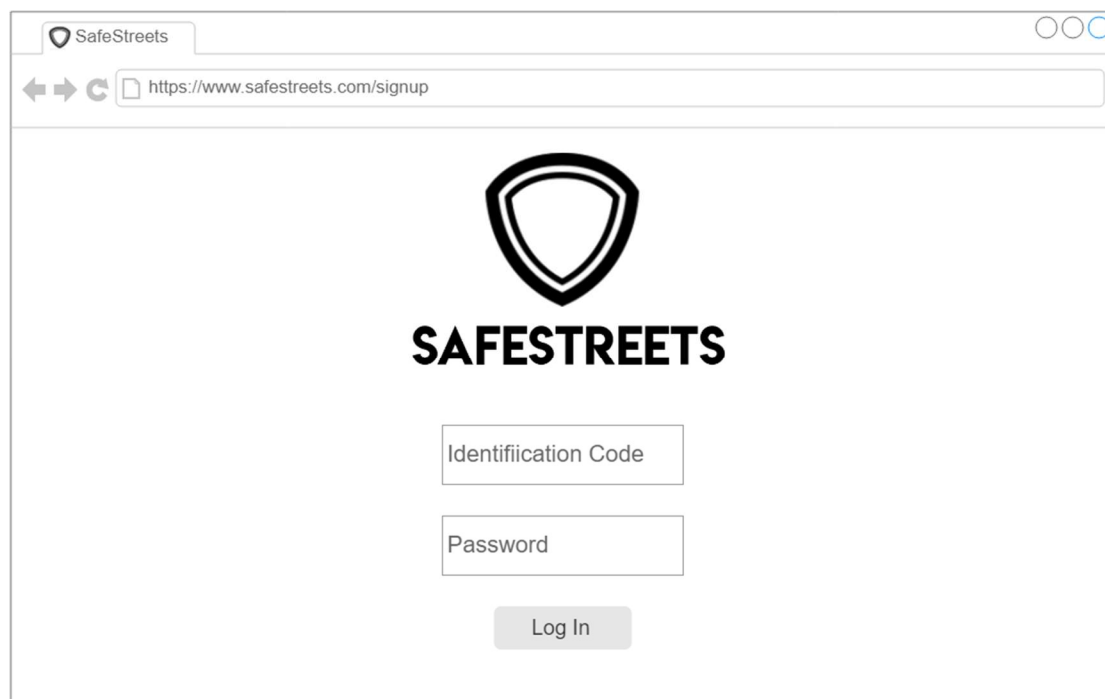 SafeStreets
https://www.safestreets.com/signup
SAFESTREETS
Identifiication Code
Password
Log In